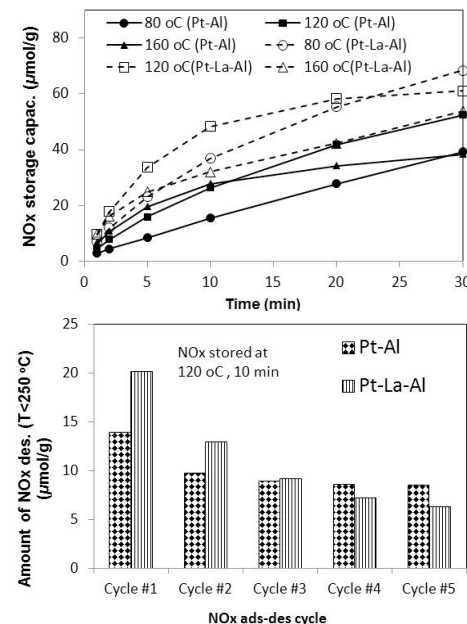 80 oC (Pt-Al) 120 oC (Pt-Al)
160 oC (Pt-Al) 80 oC (Pt-La-Al)
120 oC(Pt-La-Al) 160 oC(Pt-La-Al)
NOx storage capac. (µmol/g)
80
60
40
20
0
0 5 10 15 20 25 30
Time (min)
Amount of NOx des. (T<250 ºC)
(µmol/g)
25
20
15
10
5
0
NOx stored at
120 oC , 10 min
Pt-Al
Pt-La-Al
Cycle #1 Cycle #2 Cycle #3 Cycle #4 Cycle #5
NOx ads-des cycle